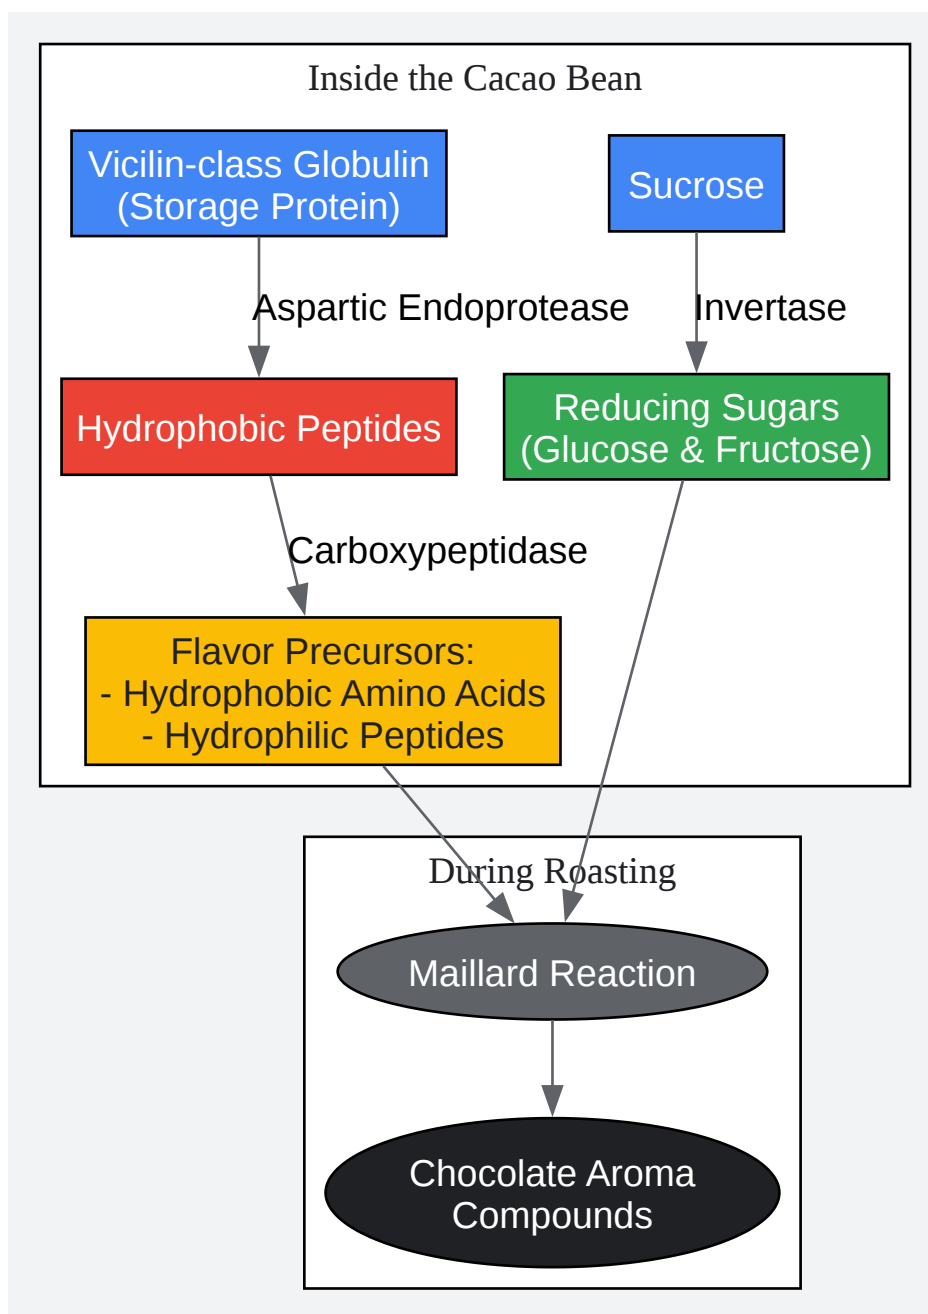 Inside the Cacao Bean
Vicilin-class Globulin
(Storage Protein)
Sucrose
Aspartic Endoprotease
Invertase
Hydrophobic Peptides
Reducing Sugars
(Glucose & Fructose)
Carboxypeptidase
Flavor Precursors:
- Hydrophobic Amino Acids
- Hydrophilic Peptides
During Roasting
Maillard Reaction
Chocolate Aroma
Compounds